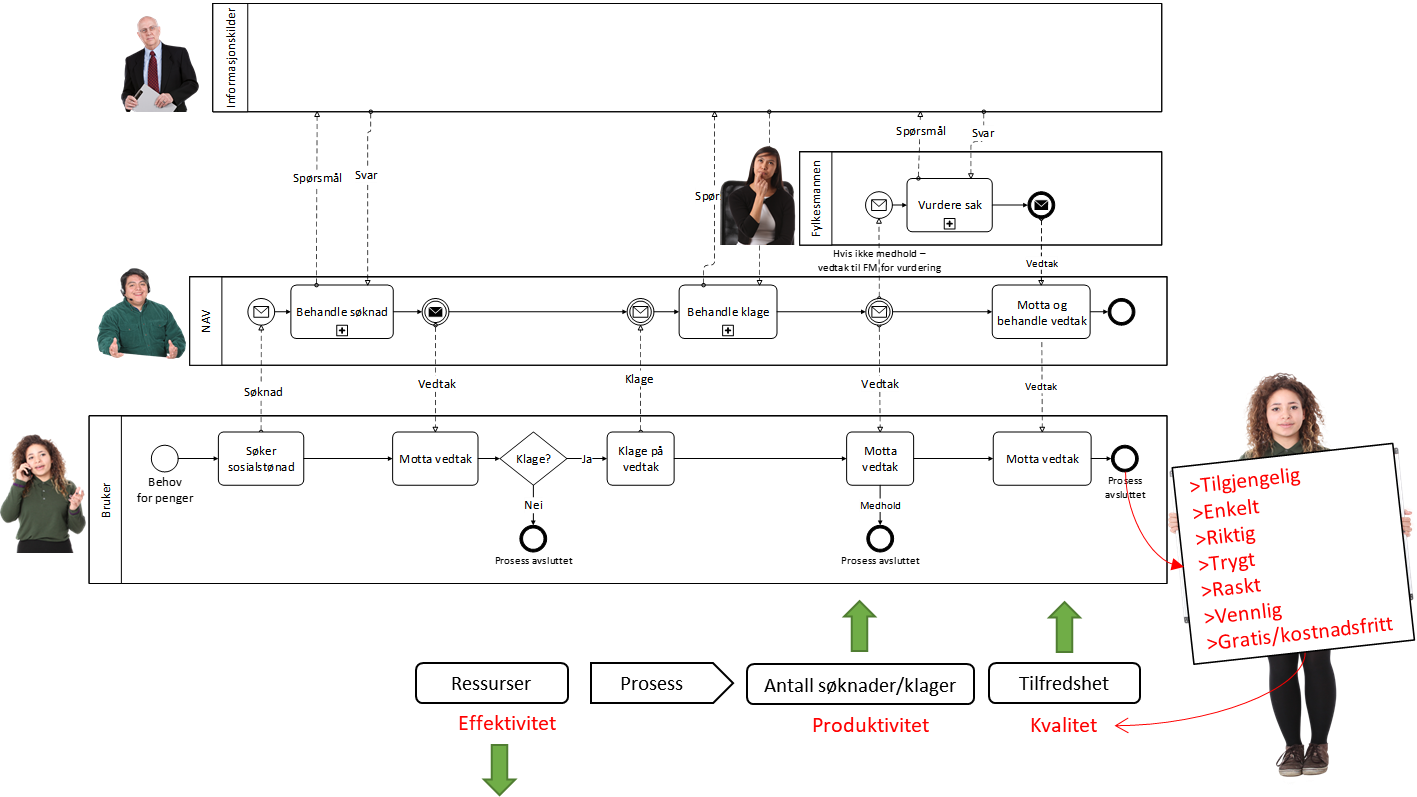 Informasjonskilder
Spørsmål
Svar
Spørsmål
Svar
Fylkesmannen
Vurdere sak
Hvis ikke medhold –
vedtak til FM for vurdering
Vedtak
NAV
Behandle søknad
Behandle klage
Motta og
behandle vedtak
Søknad
Vedtak
Klage
Vedtak
Vedtak
Bruker
Behov
for penger
Søker
sosialstønad
Motta vedtak
Klage?
Ja
Nei
Prosess avsluttet
Klage på
vedtak
Motta
vedtak
Medhold
Prosess avsluttet
Motta vedtak
Prosess
avsluttet
>Tilgjengelig
>Enkelt
>Riktig
>Trygt
>Raskt
>Vennlig
>Gratis/kostnadsfritt
Ressurser
Prosess
Antall søknader/klager
Tilfredshet
Effektivitet
Produktivitet
Kvalitet